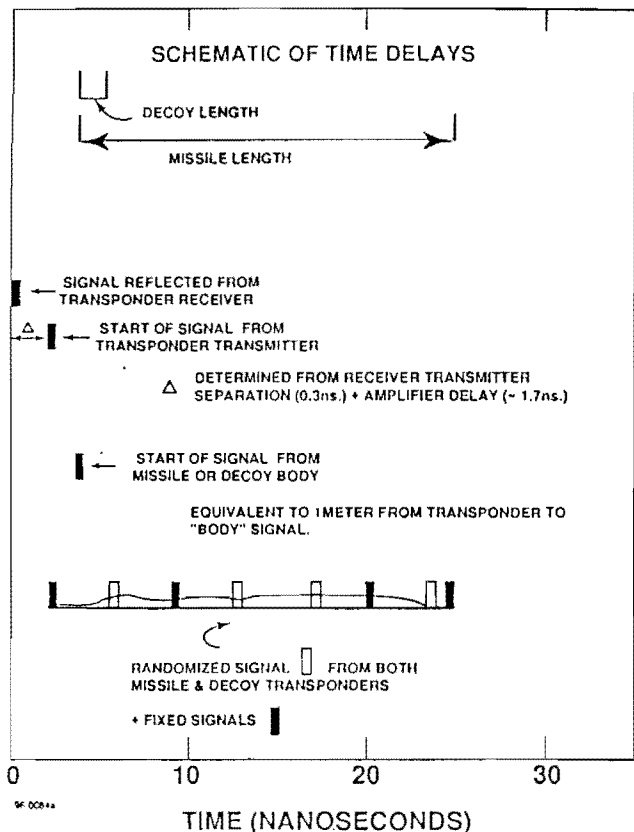 SCHEMATIC OF TIME DELAYS
DECOY LENGTH
MISSILE LENGTH
SIGNAL REFLECTED FROM
TRANSPONDER RECEIVER
Δ
START OF SIGNAL FROM
TRANSPONDER TRANSMITTER
Δ DETERMINED FROM RECEIVER TRANSMITTER
SEPARATION (0.3ns.) + AMPLIFIER DELAY (~ 1.7ns.)
START OF SIGNAL FROM
MISSILE OR DECOY BODY
EQUIVALENT TO 1METER FROM TRANSPONDER TO
"BODY" SIGNAL.
RANDOMIZED SIGNAL FROM BOTH
MISSILE & DECOY TRANSPONDERS
+ FIXED SIGNALS
0 10 20 30
TIME (NANOSECONDS)